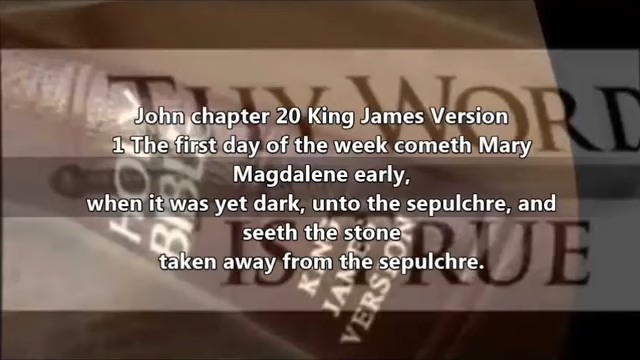 John chapter 20 King James Version
1 The first day of the week cometh Mary
Magdalene early,
when it was yet dark, unto the sepulchre, and
seeth the stone
taken away from the sepulchre.
THY WORD
IS TRUE
HOLY
BIBLE
KING
JAMES
VERSION